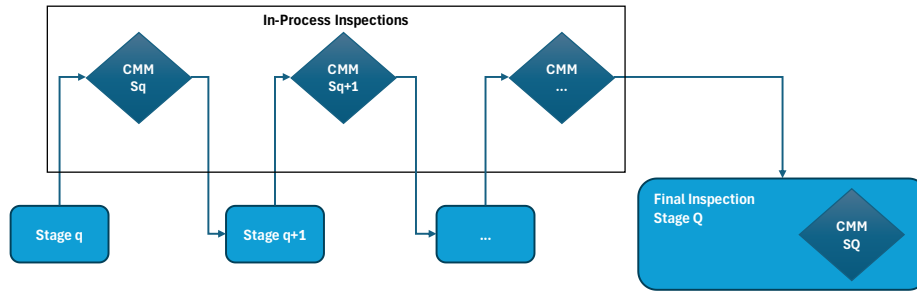 In-Process Inspections
CMM
Sq
CMM
Sq+1
CMM
...
Stage q
Stage q+1
...
Final Inspection
Stage Q
CMM
SQ